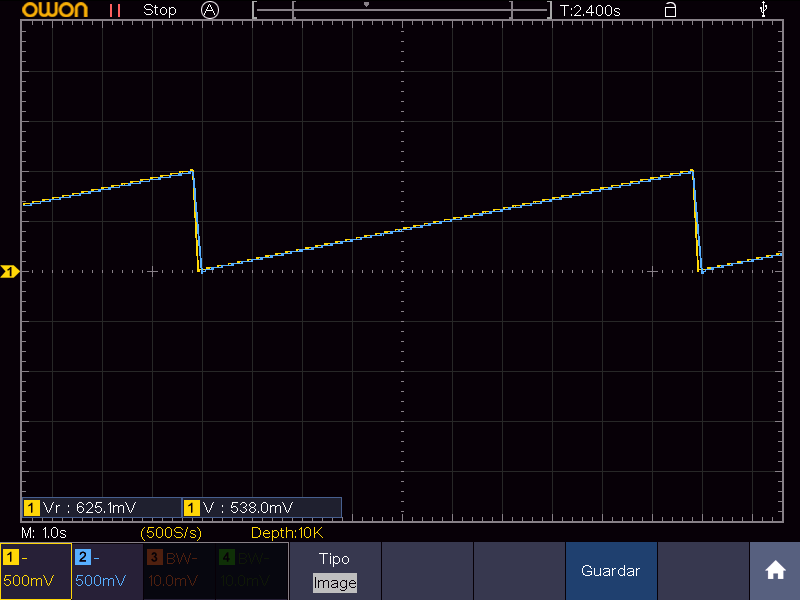 OWON Stop A T:2.400s
1
1 Vr : 625.1mV 1 V : 538.0mV
M: 1.0s (500S/s) Depth:10K
1 - 2 - 3 BW- 4 BW- Tipo
500mV 500mV 10.0mV 10.0mV Image Guardar